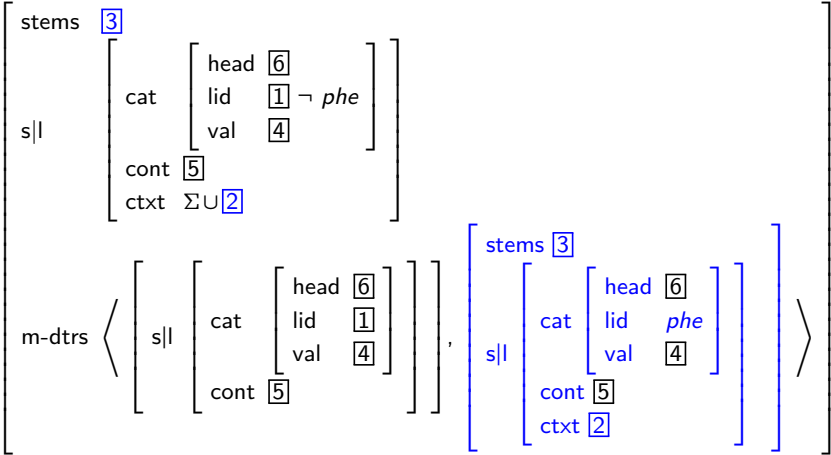 stems 3
s|l
cat
head 6
lid 1 ¬ phe
val 4
cont 5
ctxt Σ∪2
m-dtrs
s|l
cat
head 6
lid 1
val 4
cont 5
,
stems 3
s|l
cat
head 6
lid phe
val 4
cont 5
ctxt 2